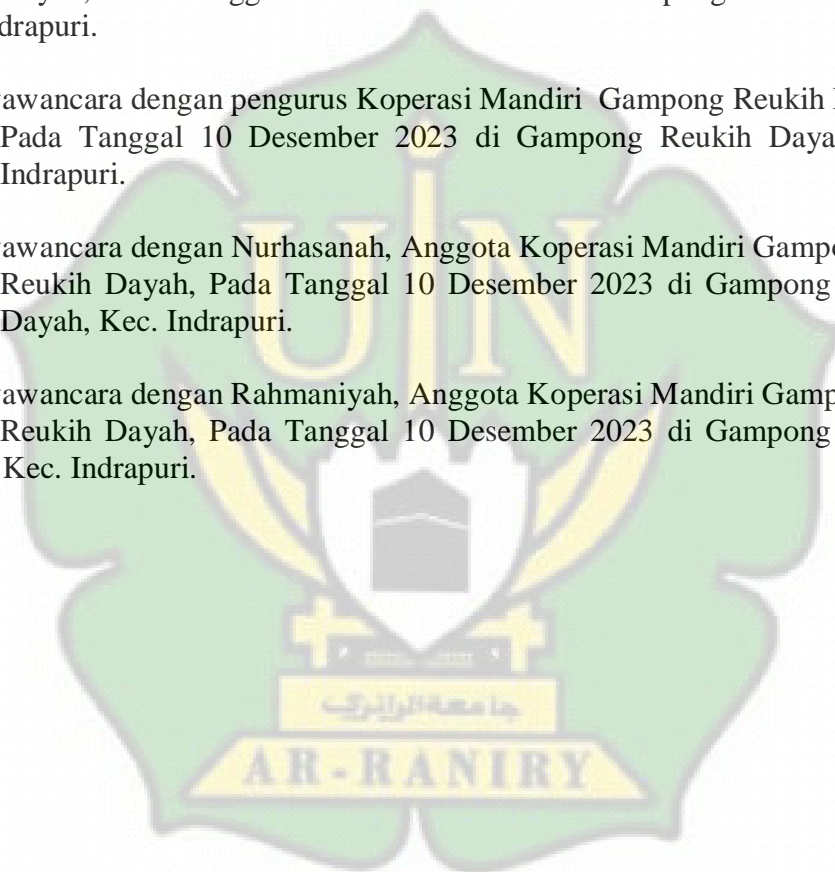 drapuri.
awancara dengan pengurus Koperasi Mandiri Gampong Reukih
Pada Tanggal 10 Desember 2023 di Gampong Reukih Daya
Indrapuri.
awancara dengan Nurhasanah, Anggota Koperasi Mandiri Gampo
Reukih Dayah, Pada Tanggal 10 Desember 2023 di Gampong
Dayah, Kec. Indrapuri.
awancara dengan Rahmaniyah, Anggota Koperasi Mandiri Gamp
Reukih Dayah, Pada Tanggal 10 Desember 2023 di Gampong
Kec. Indrapuri.
UIN
جامعة الرانري
AR-RANIRY